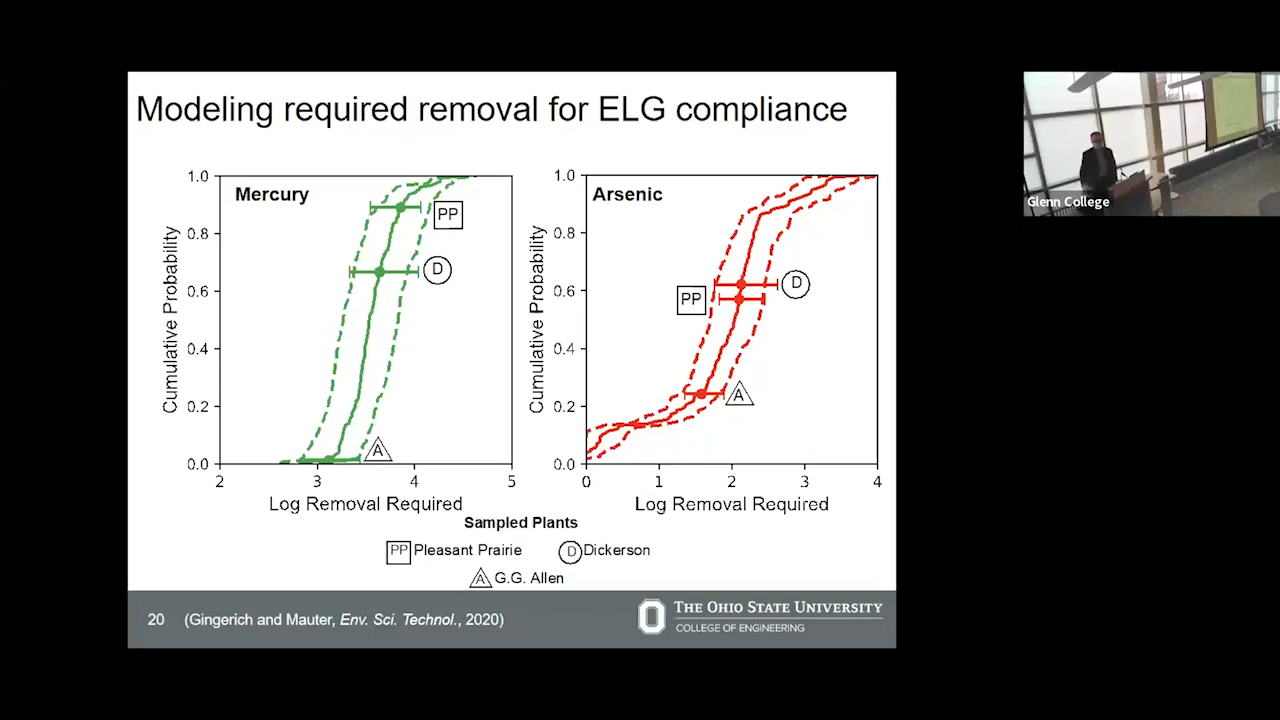 Modeling required removal for ELG compliance
Mercury
Cumulative Probability
1.0
0.8
0.6
0.4
0.2
0.0
2
3
4
5
Log Removal Required
PP
D
A
Arsenic
Cumulative Probability
1.0
0.8
0.6
0.4
0.2
0.0
0
1
2
3
4
Log Removal Required
D
PP
A
Sampled Plants
PP Pleasant Prairie
D Dickerson
A G.G. Allen
20 (Gingerich and Mauter, Env. Sci. Technol., 2020)
THE OHIO STATE UNIVERSITY
COLLEGE OF ENGINEERING
Glenn College